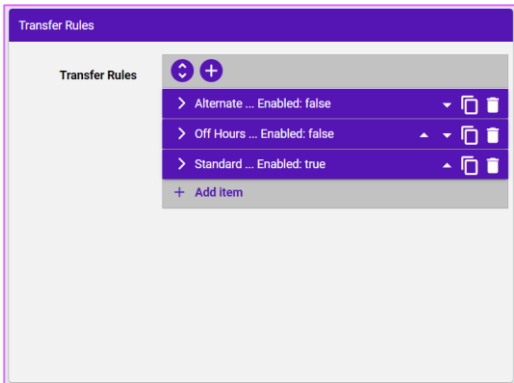 Transfer Rules
Transfer Rules
Alternate ... Enabled: false
Off Hours ... Enabled: false
Standard ... Enabled: true
Add item